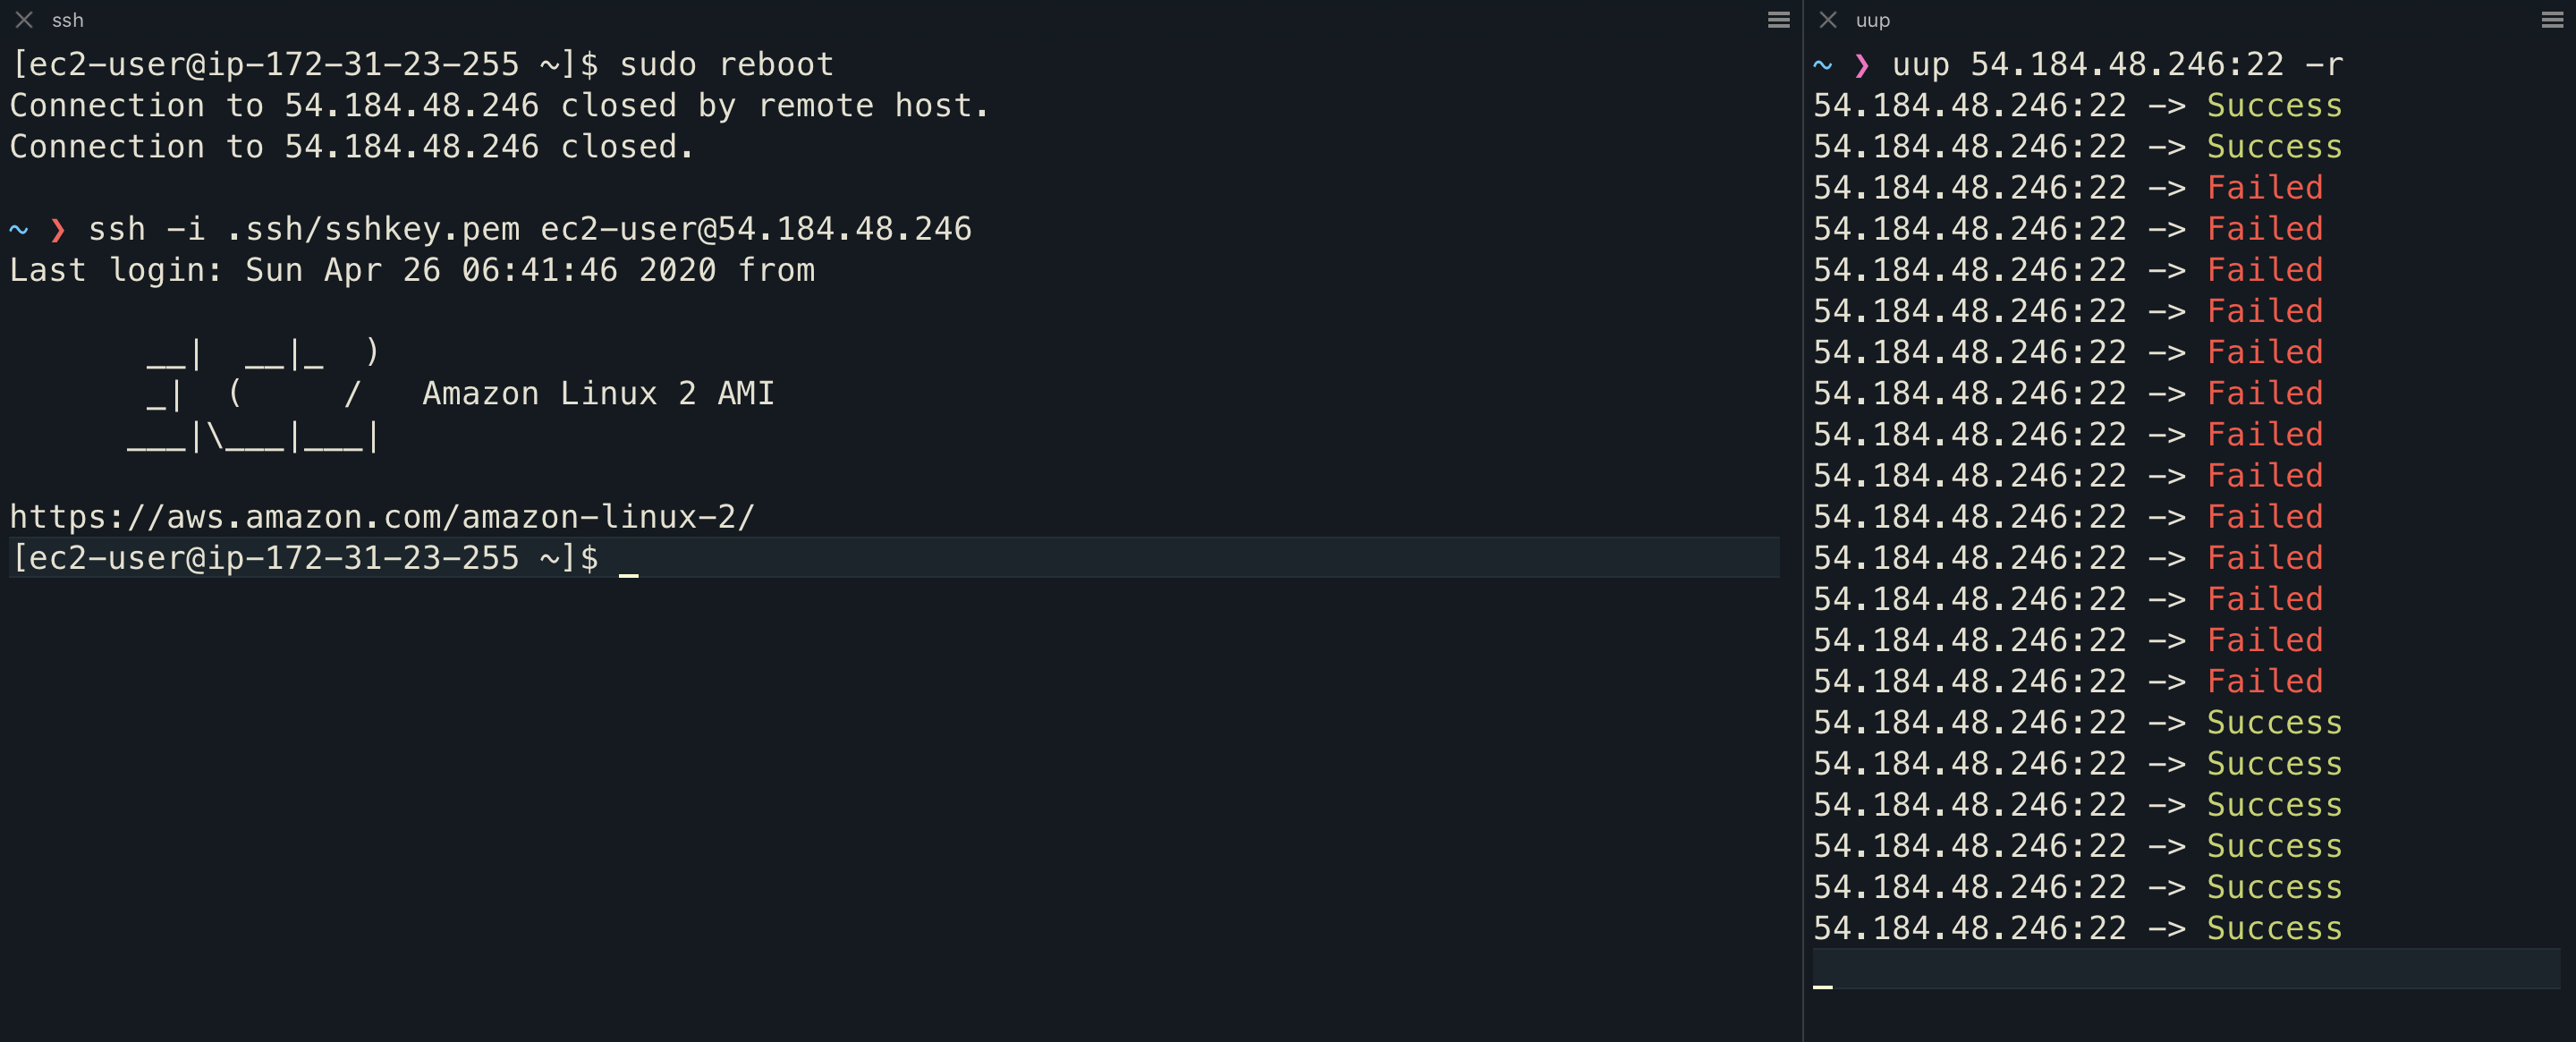 ssh
[ec2-user@ip-172-31-23-255 ~]$ sudo reboot
Connection to 54.184.48.246 closed by remote host.
Connection to 54.184.48.246 closed.
~ ❯ ssh -i .ssh/sshkey.pem ec2-user@54.184.48.246
Last login: Sun Apr 26 06:41:46 2020 from
       __|  __|_  )
       _|  (     /   Amazon Linux 2 AMI
      ___|\___|___|
https://aws.amazon.com/amazon-linux-2/
[ec2-user@ip-172-31-23-255 ~]$
uup
~ ❯ uup 54.184.48.246:22 -r
54.184.48.246:22 -> Success
54.184.48.246:22 -> Success
54.184.48.246:22 -> Failed
54.184.48.246:22 -> Failed
54.184.48.246:22 -> Failed
54.184.48.246:22 -> Failed
54.184.48.246:22 -> Failed
54.184.48.246:22 -> Failed
54.184.48.246:22 -> Failed
54.184.48.246:22 -> Failed
54.184.48.246:22 -> Failed
54.184.48.246:22 -> Failed
54.184.48.246:22 -> Failed
54.184.48.246:22 -> Failed
54.184.48.246:22 -> Failed
54.184.48.246:22 -> Success
54.184.48.246:22 -> Success
54.184.48.246:22 -> Success
54.184.48.246:22 -> Success
54.184.48.246:22 -> Success
54.184.48.246:22 -> Success